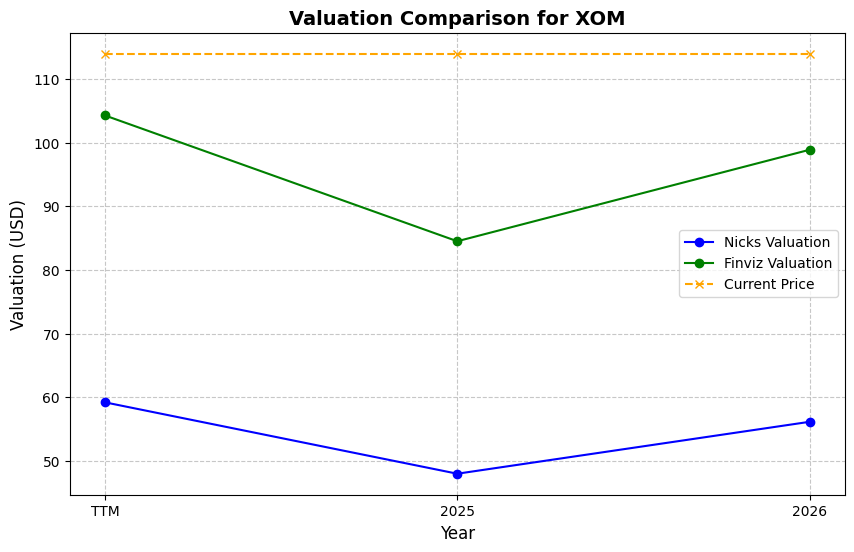 Valuation Comparison for XOM
Valuation (USD)
110
100
90
80
70
60
50
Nicks Valuation
Finviz Valuation
Current Price
TTM
2025
2026
Year